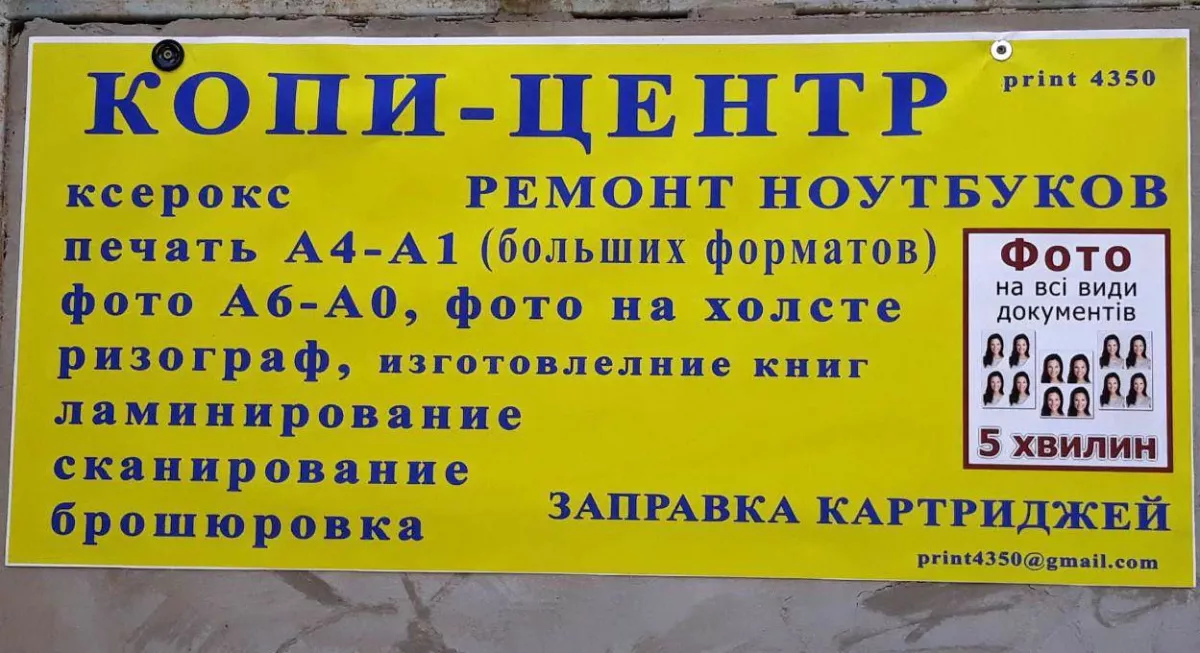 КОПИ-ЦЕНТР
print 4350
ксерокс
РЕМОНТ НОУТБУКОВ
печать А4-А1 (больших форматов)
фото А6-А0, фото на холсте
ризограф, изготовлелние книг
ламинирование
сканирование
брошюровка
Фото
на всі види
документів
5 хвилин
ЗАПРАВКА КАРТРИДЖЕЙ
print4350@gmail.com